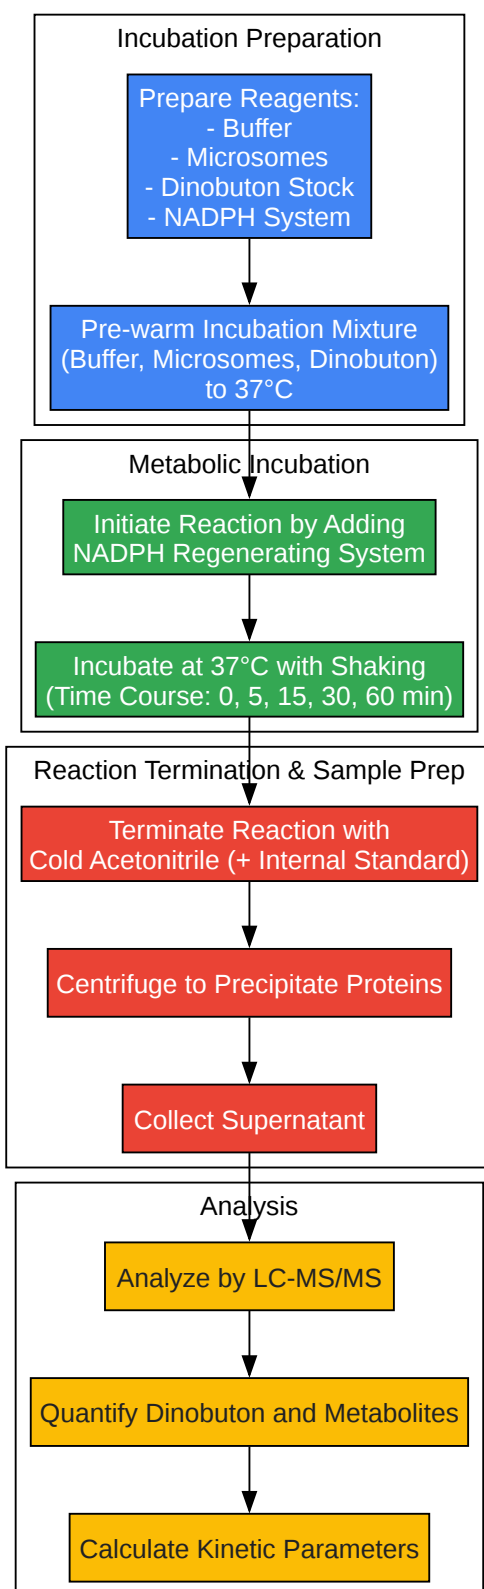 Incubation Preparation
Prepare Reagents:
- Buffer
- Microsomes
- Dinobuton Stock
- NADPH System
Pre-warm Incubation Mixture
(Buffer, Microsomes, Dinobuton)
to 37°C
Metabolic Incubation
Initiate Reaction by Adding
NADPH Regenerating System
Incubate at 37°C with Shaking
(Time Course: 0, 5, 15, 30, 60 min)
Reaction Termination & Sample Prep
Terminate Reaction with
Cold Acetonitrile (+ Internal Standard)
Centrifuge to Precipitate Proteins
Collect Supernatant
Analysis
Analyze by LC-MS/MS
Quantify Dinobuton and Metabolites
Calculate Kinetic Parameters